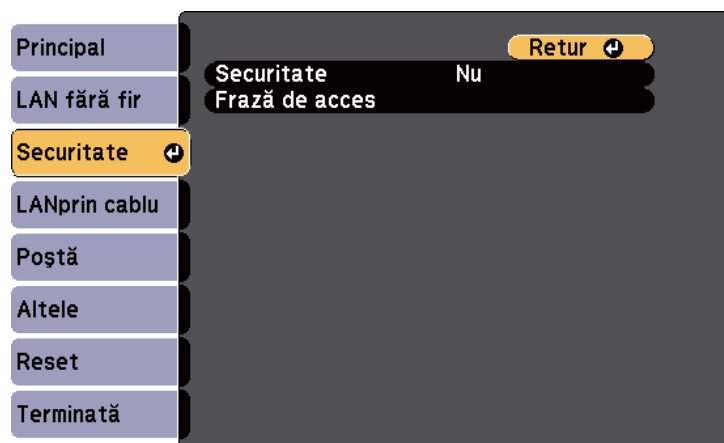 Principal
LAN fără fir
Securitate
LANprin cablu
Poştă
Altele
Reset
Terminată
Retur
Securitate Nu
Frază de acces